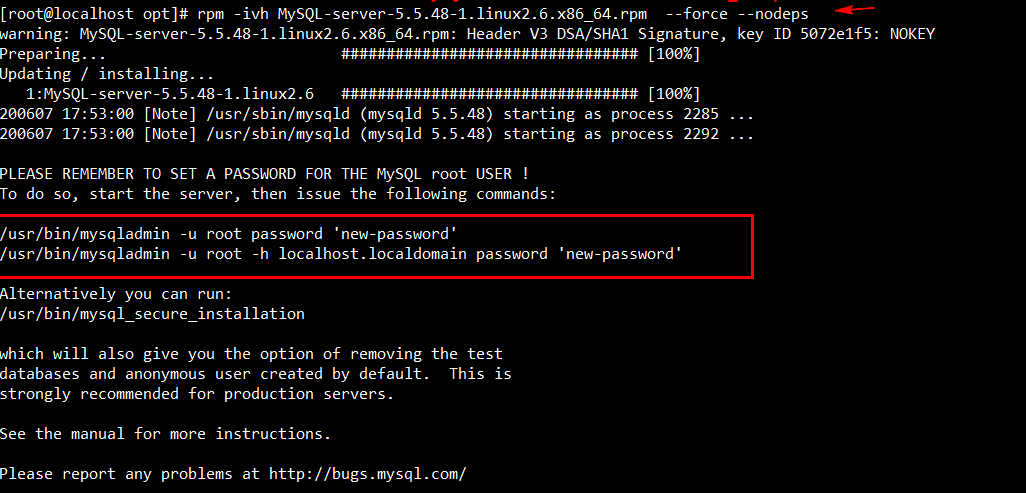 [root@localhost opt]# rpm -ivh MySQL-server-5.5.48-1.linux2.6.x86_64.rpm  --force --nodeps
warning: MySQL-server-5.5.48-1.linux2.6.x86_64.rpm: Header V3 DSA/SHA1 Signature, key ID 5072e1f5: NOKEY
Preparing...                          ################################# [100%]
Updating / installing...
   1:MySQL-server-5.5.48-1.linux2.6   ################################# [100%]
200607 17:53:00 [Note] /usr/sbin/mysqld (mysqld 5.5.48) starting as process 2285 ...
200607 17:53:00 [Note] /usr/sbin/mysqld (mysqld 5.5.48) starting as process 2292 ...
PLEASE REMEMBER TO SET A PASSWORD FOR THE MySQL root USER !
To do so, start the server, then issue the following commands:
/usr/bin/mysqladmin -u root password 'new-password'
/usr/bin/mysqladmin -u root -h localhost.localdomain password 'new-password'
Alternatively you can run:
/usr/bin/mysql_secure_installation
which will also give you the option of removing the test
databases and anonymous user created by default.  This is
strongly recommended for production servers.
See the manual for more instructions.
Please report any problems at http://bugs.mysql.com/